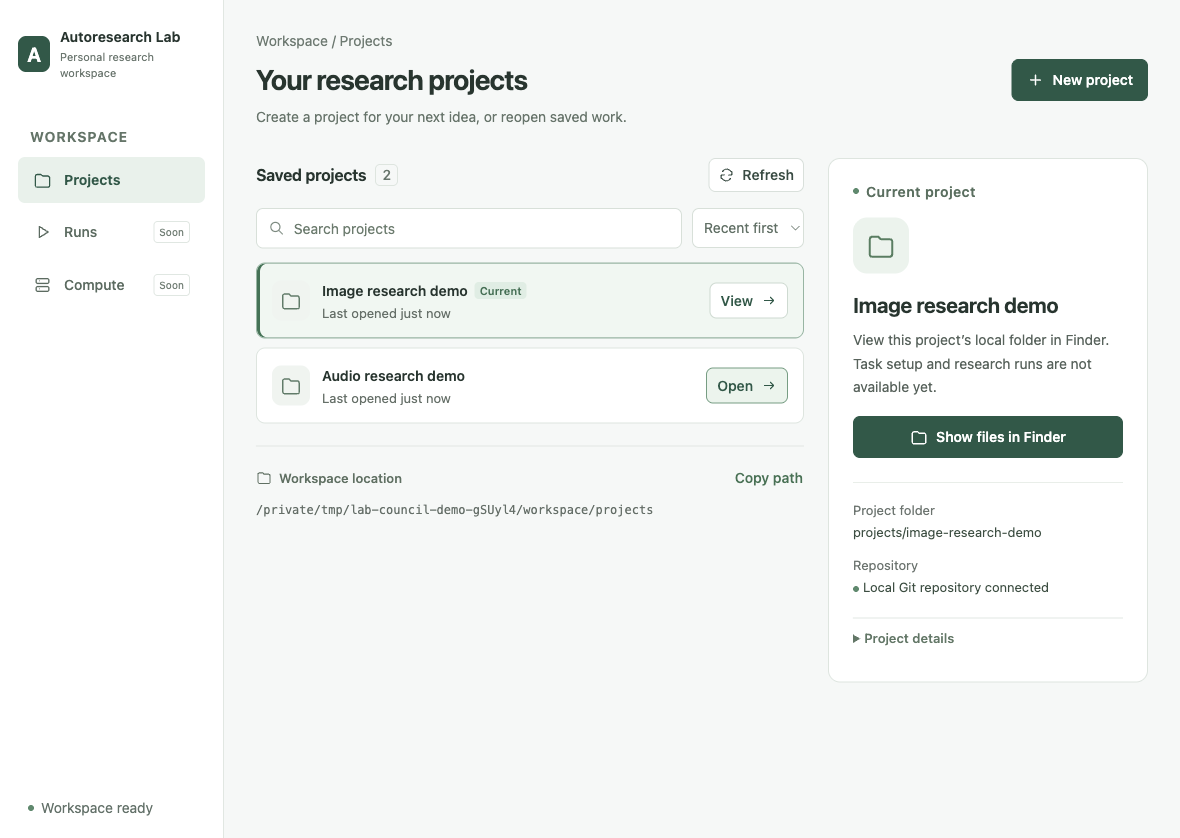 A
Autoresearch Lab
Personal research
workspace
WORKSPACE
Projects
Runs
Soon
Compute
Soon
Workspace ready
Workspace / Projects
Your research projects
Create a project for your next idea, or reopen saved work.
+ New project
Saved projects 2
Refresh
Search projects
Recent first
Image research demo Current
Last opened just now
View →
Audio research demo
Last opened just now
Open →
Workspace location
Copy path
/private/tmp/lab-council-demo-gSUyl4/workspace/projects
Current project
Image research demo
View this project’s local folder in Finder.
Task setup and research runs are not
available yet.
Show files in Finder
Project folder
projects/image-research-demo
Repository
Local Git repository connected
Project details